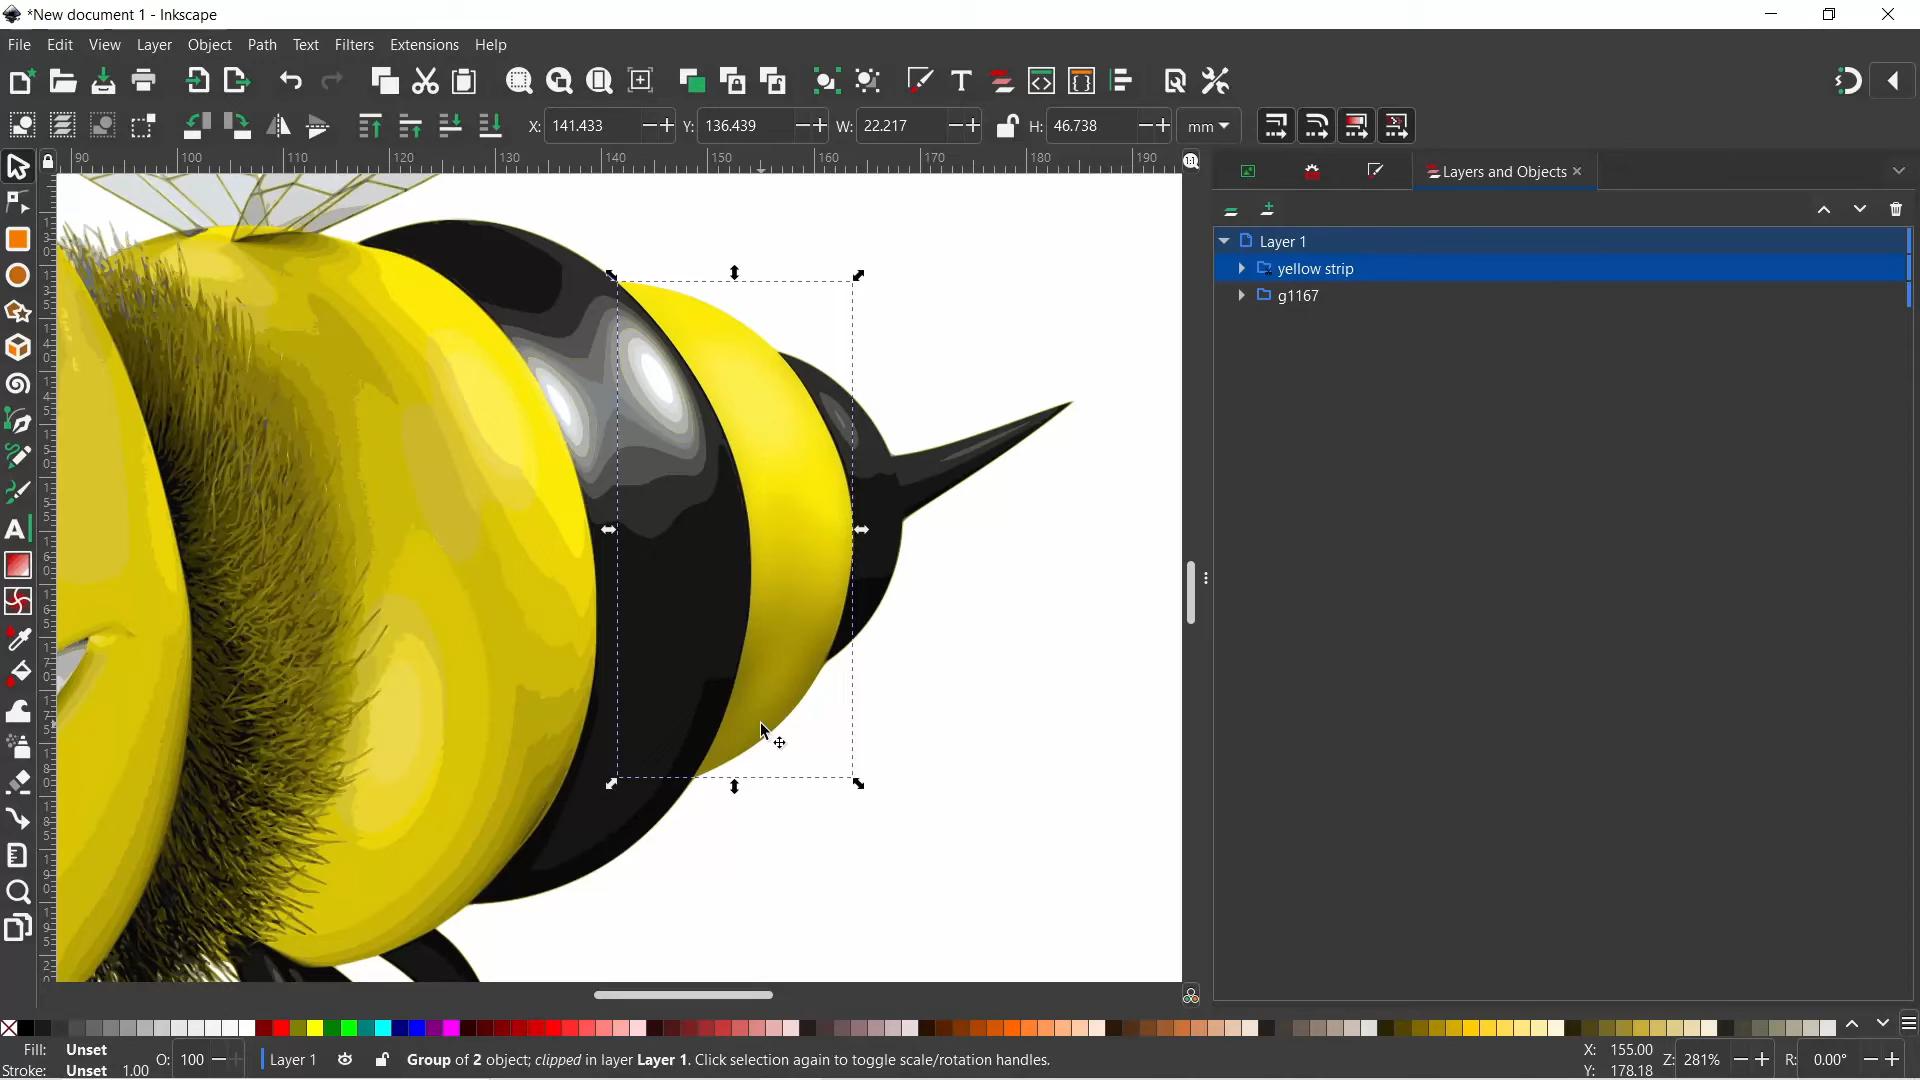 *New document 1 - Inkscape
File Edit View Layer Object Path Text Filters Extensions Help
X: 141.433 Y: 136.439 W: 22.217 H: 46.738 mm
90 100 110 120 130 140 150 160 170 180 190
1:1
Layers and Objects
Layer 1
yellow strip
g1167
Fill: Unset O: 100 Layer 1 Group of 2 object; clipped in layer Layer 1. Click selection again to toggle scale/rotation handles. X: 155.00 Z: 281% R: 0.00°
Stroke: Unset 1.00 Y: 178.18